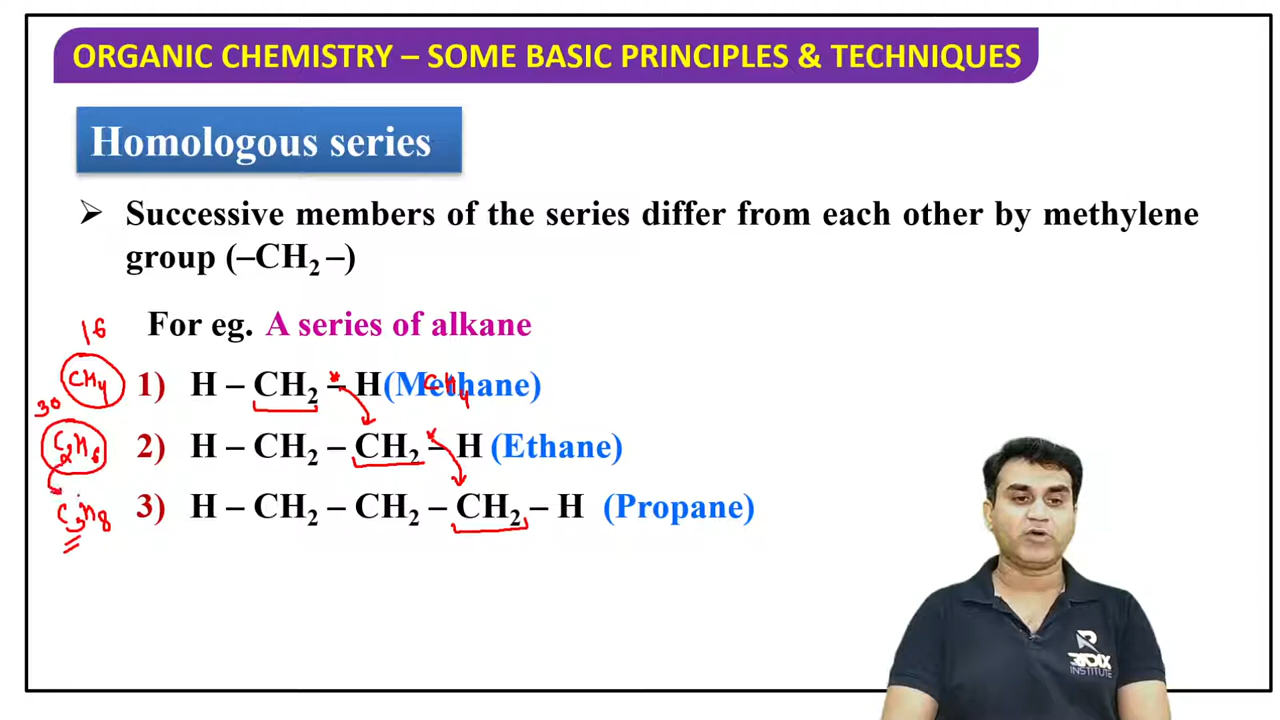 ORGANIC CHEMISTRY – SOME BASIC PRINCIPLES & TECHNIQUES
Homologous series
➢ Successive members of the series differ from each other by methylene
group (–CH₂ –)
16
For eg. A series of alkane
CH₄ 1) H – CH₂ – H(Methane) CH₄
30
C₂H₆ 2) H – CH₂ – CH₂ – H (Ethane)
C₃H₈ 3) H – CH₂ – CH₂ – CH₂ – H (Propane)
INSTITUTE